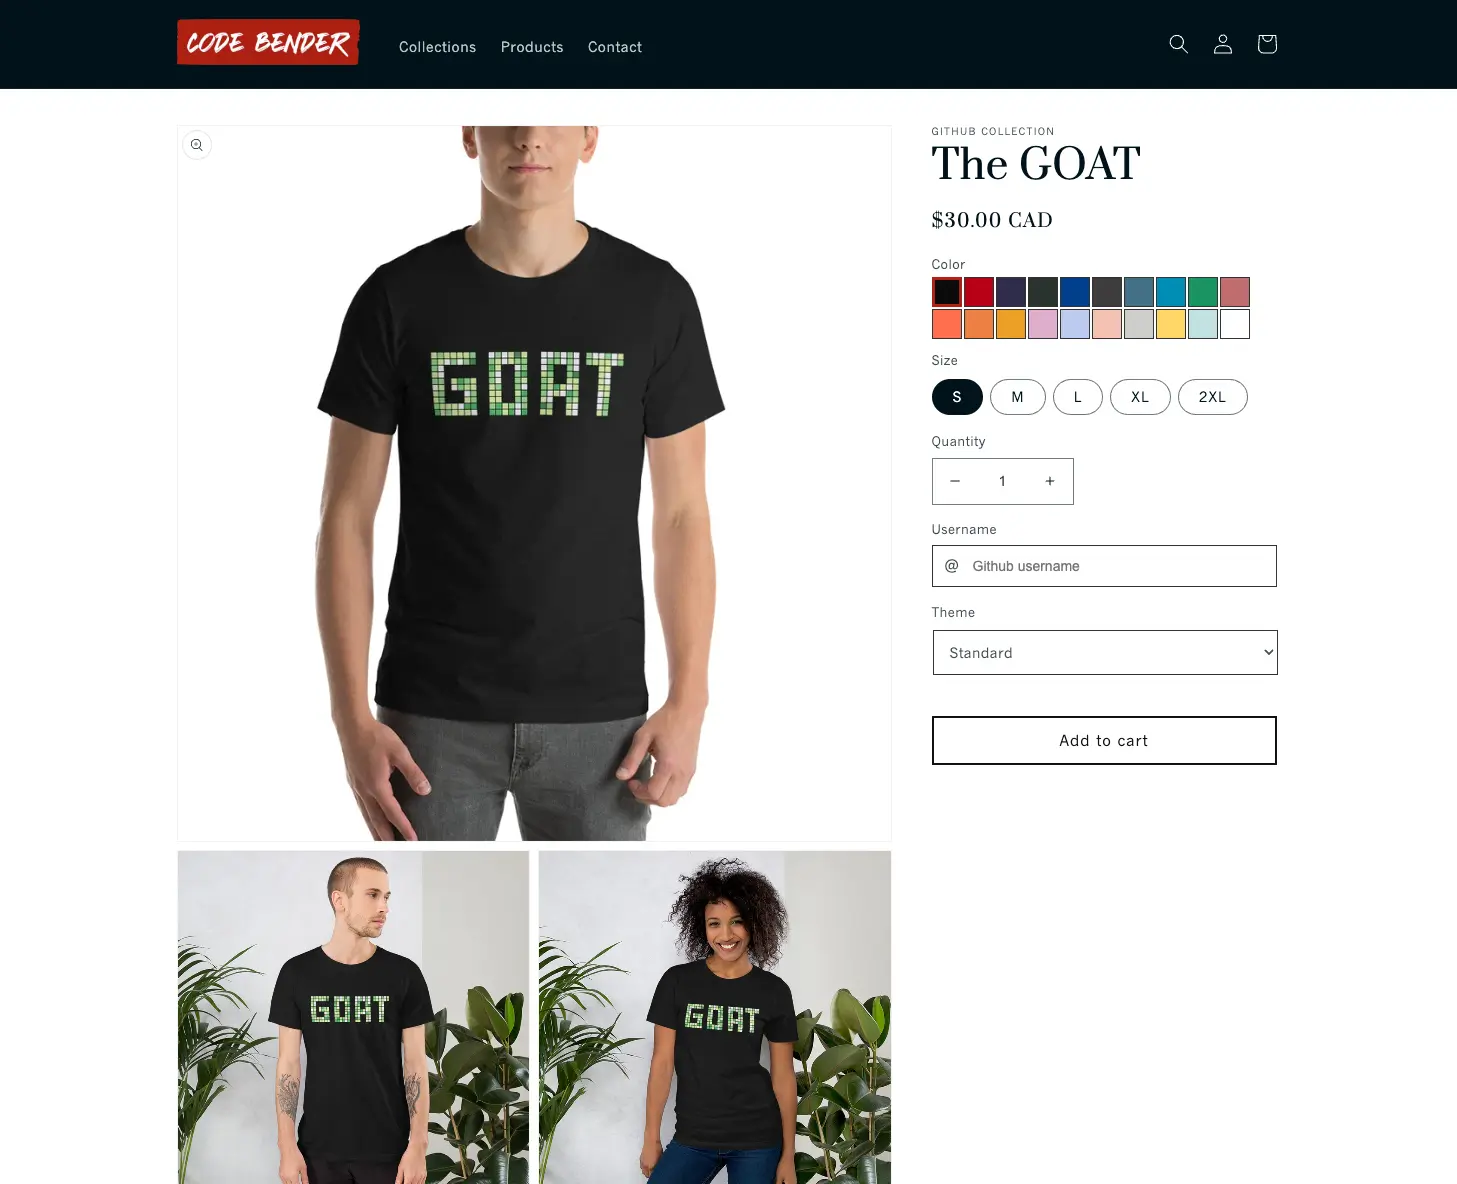 CODE BENDER
Collections
Products
Contact
GITHUB COLLECTION
The GOAT
$30.00 CAD
Color
Size
S
M
L
XL
2XL
Quantity
− 1 +
Username
@ Github username
Theme
Standard
Add to cart
GOAT
GOAT
GOAT